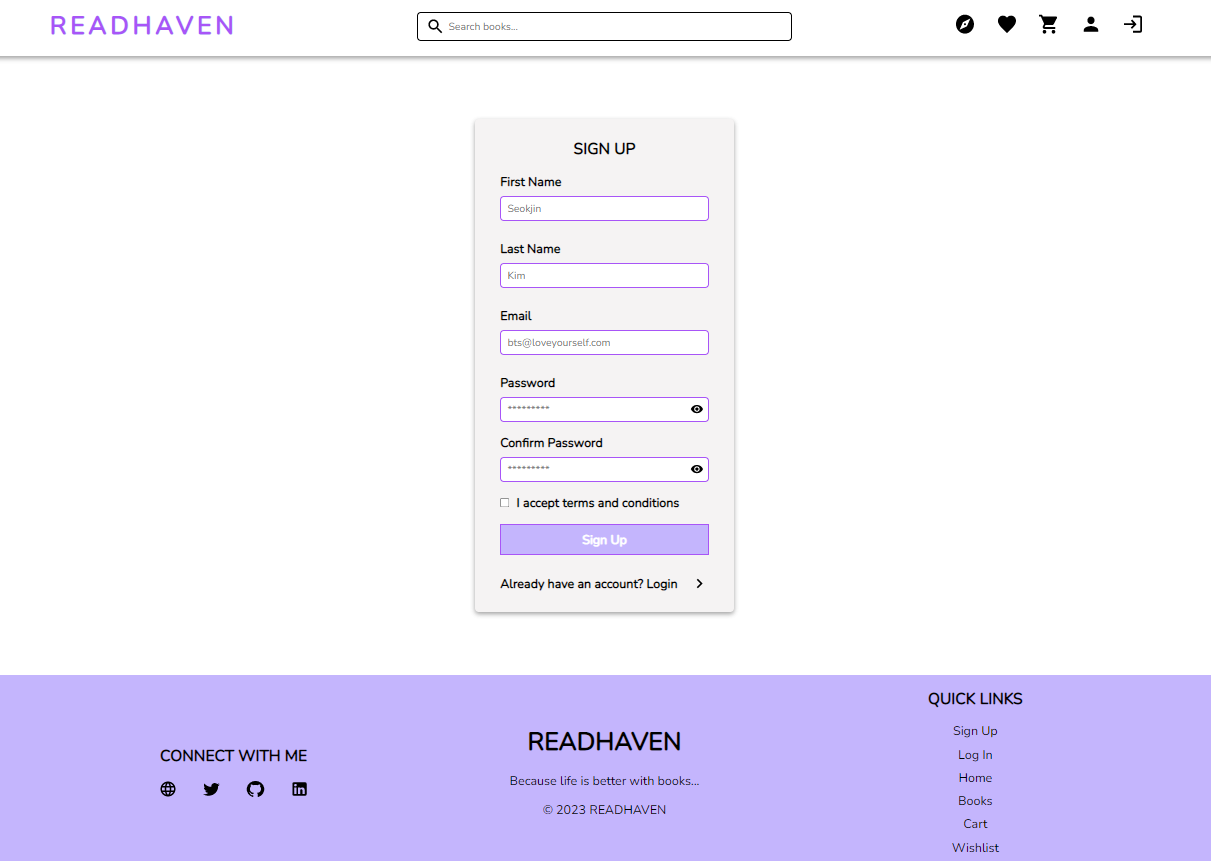 READHAVEN
Search books...
SIGN UP
First Name
Seokjin
Last Name
Kim
Email
bts@loveyourself.com
Password
*********
Confirm Password
*********
I accept terms and conditions
Sign Up
Already have an account? Login
CONNECT WITH ME
READHAVEN
Because life is better with books...
© 2023 READHAVEN
QUICK LINKS
Sign Up
Log In
Home
Books
Cart
Wishlist